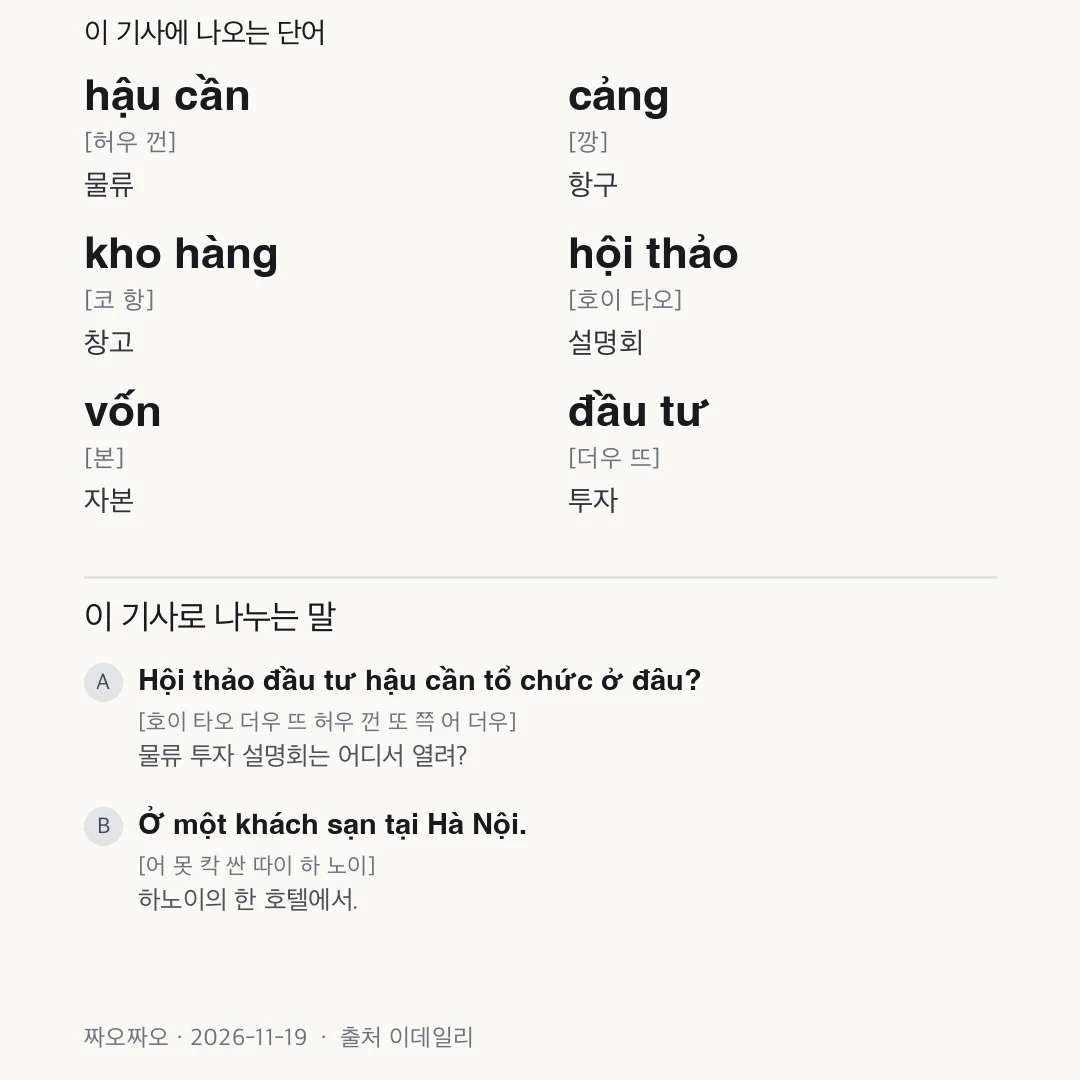 이 기사에 나오는 단어
hậu cần
[허우 껀]
물류
cảng
[깡]
항구
kho hàng
[코 항]
창고
hội thảo
[호이 타오]
설명회
vốn
[본]
자본
đầu tư
[더우 뜨]
투자
이 기사로 나누는 말
A Hội thảo đầu tư hậu cần tổ chức ở đâu?
[호이 타오 더우 뜨 허우 껀 또 쯕 어 더우]
물류 투자 설명회는 어디서 열려?
B Ở một khách sạn tại Hà Nội.
[어 못 칵 싼 따이 하 노이]
하노이의 한 호텔에서.
짜오짜오 · 2026-11-19 · 출처 이데일리